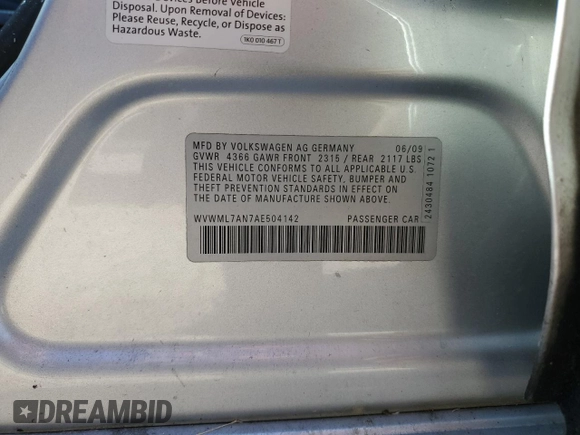 Devices Before Vehicle
Disposal. Upon Removal of Devices:
Please Reuse, Recycle, or Dispose as
Hazardous Waste.
1K0 010 467 T
MFD BY VOLKSWAGEN AG GERMANY 06/09
GVWR 4366 GAWR FRONT 2315 / REAR 2117 LBS
THIS VEHICLE CONFORMS TO ALL APPLICABLE U.S
FEDERAL MOTOR VEHICLE SAFETY, BUMPER AND
THEFT PREVENTION STANDARDS IN EFFECT ON
THE DATE OF MANUFACTURE SHOWN ABOVE.
WVWML7AN7AE504142 PASSENGER CAR
2430484 1072 1
DREAMBID